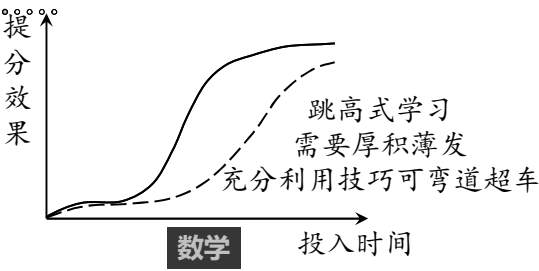 提分效果
跳高式学习
需要厚积薄发
充分利用技巧可弯道超车
投入时间
数学